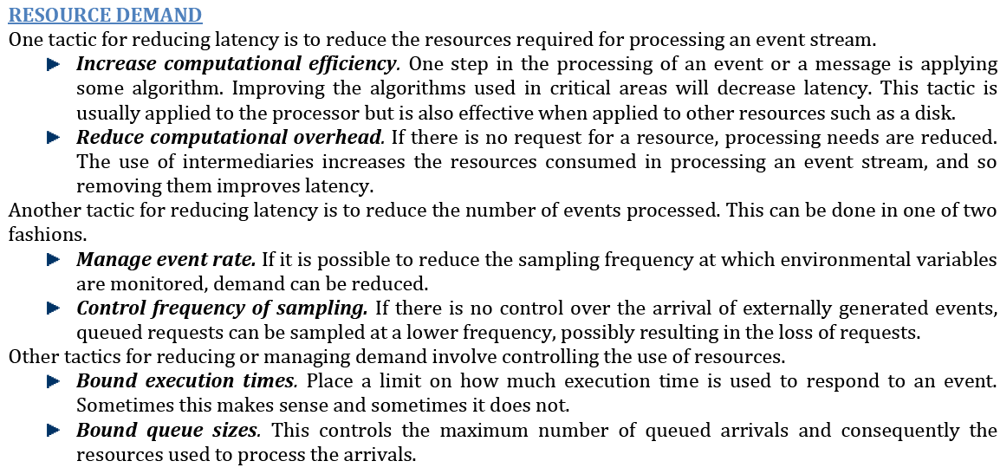 RESOURCE DEMAND
One tactic for reducing latency is to reduce the resources required for processing an event stream.
Increase computational efficiency. One step in the processing of an event or a message is applying
some algorithm. Improving the algorithms used in critical areas will decrease latency. This tactic is
usually applied to the processor but is also effective when applied to other resources such as a disk.
Reduce computational overhead. If there is no request for a resource, processing needs are reduced.
The use of intermediaries increases the resources consumed in processing an event stream, and so
removing them improves latency.
Another tactic for reducing latency is to reduce the number of events processed. This can be done in one of two
fashions.
Manage event rate. If it is possible to reduce the sampling frequency at which environmental variables
are monitored, demand can be reduced.
Control frequency of sampling. If there is no control over the arrival of externally generated events,
queued requests can be sampled at a lower frequency, possibly resulting in the loss of requests.
Other tactics for reducing or managing demand involve controlling the use of resources.
Bound execution times. Place a limit on how much execution time is used to respond to an event.
Sometimes this makes sense and sometimes it does not.
Bound queue sizes. This controls the maximum number of queued arrivals and consequently the
resources used to process the arrivals.